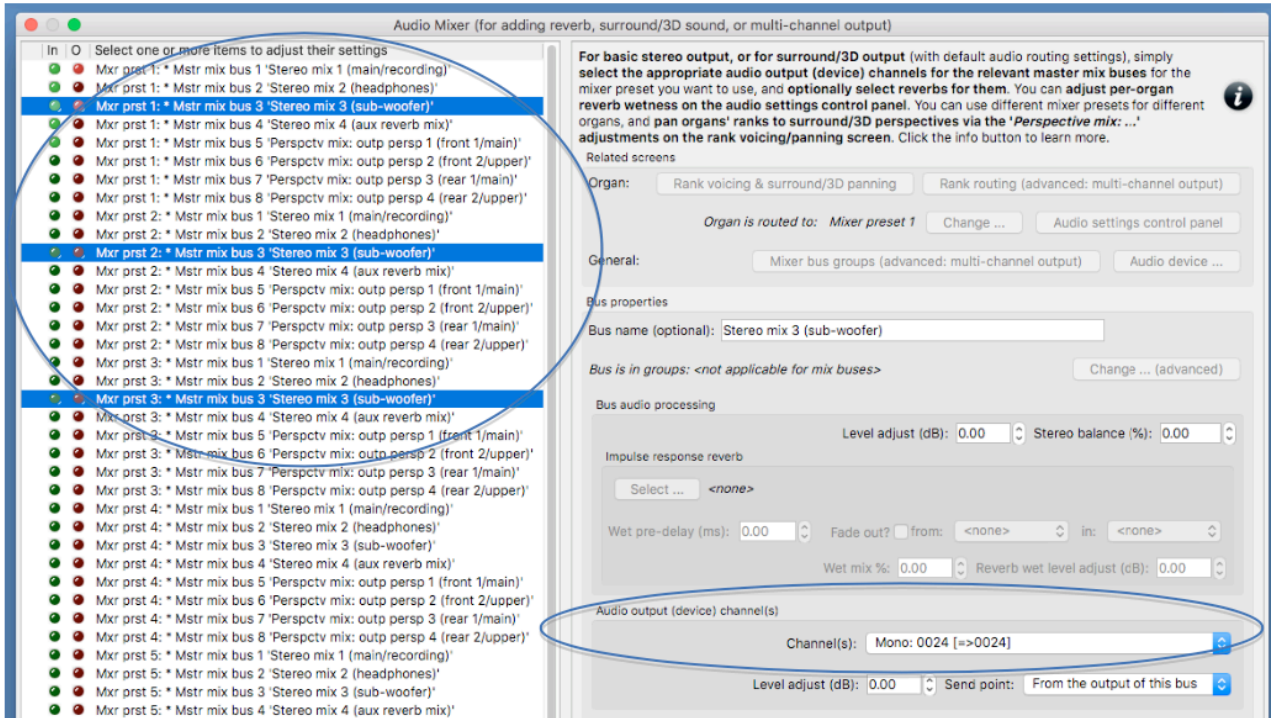 Audio Mixer (for adding reverb, surround/3D sound, or multi-channel output)
In O Select one or more items to adjust their settings
Mxr prst 1: * Mstr mix bus 1 'Stereo mix 1 (main/recording)'
Mxr prst 1: * Mstr mix bus 2 'Stereo mix 2 (headphones)'
Mxr prst 1: * Mstr mix bus 3 'Stereo mix 3 (sub-woofer)'
Mxr prst 1: * Mstr mix bus 4 'Stereo mix 4 (aux reverb mix)'
Mxr prst 1: * Mstr mix bus 5 'Perspctv mix: outp persp 1 (front 1/main)'
Mxr prst 1: * Mstr mix bus 6 'Perspctv mix: outp persp 2 (front 2/upper)'
Mxr prst 1: * Mstr mix bus 7 'Perspctv mix: outp persp 3 (rear 1/main)'
Mxr prst 1: * Mstr mix bus 8 'Perspctv mix: outp persp 4 (rear 2/upper)'
Mxr prst 2: * Mstr mix bus 1 'Stereo mix 1 (main/recording)'
Mxr prst 2: * Mstr mix bus 2 'Stereo mix 2 (headphones)'
Mxr prst 2: * Mstr mix bus 3 'Stereo mix 3 (sub-woofer)'
Mxr prst 2: * Mstr mix bus 4 'Stereo mix 4 (aux reverb mix)'
Mxr prst 2: * Mstr mix bus 5 'Perspctv mix: outp persp 1 (front 1/main)'
Mxr prst 2: * Mstr mix bus 6 'Perspctv mix: outp persp 2 (front 2/upper)'
Mxr prst 2: * Mstr mix bus 7 'Perspctv mix: outp persp 3 (rear 1/main)'
Mxr prst 2: * Mstr mix bus 8 'Perspctv mix: outp persp 4 (rear 2/upper)'
Mxr prst 3: * Mstr mix bus 1 'Stereo mix 1 (main/recording)'
Mxr prst 3: * Mstr mix bus 2 'Stereo mix 2 (headphones)'
Mxr prst 3: * Mstr mix bus 3 'Stereo mix 3 (sub-woofer)'
Mxr prst 3: * Mstr mix bus 4 'Stereo mix 4 (aux reverb mix)'
Mxr prst 3: * Mstr mix bus 5 'Perspctv mix: outp persp 1 (front 1/main)'
Mxr prst 3: * Mstr mix bus 6 'Perspctv mix: outp persp 2 (front 2/upper)'
Mxr prst 3: * Mstr mix bus 7 'Perspctv mix: outp persp 3 (rear 1/main)'
Mxr prst 3: * Mstr mix bus 8 'Perspctv mix: outp persp 4 (rear 2/upper)'
Mxr prst 4: * Mstr mix bus 1 'Stereo mix 1 (main/recording)'
Mxr prst 4: * Mstr mix bus 2 'Stereo mix 2 (headphones)'
Mxr prst 4: * Mstr mix bus 3 'Stereo mix 3 (sub-woofer)'
Mxr prst 4: * Mstr mix bus 4 'Stereo mix 4 (aux reverb mix)'
Mxr prst 4: * Mstr mix bus 5 'Perspctv mix: outp persp 1 (front 1/main)'
Mxr prst 4: * Mstr mix bus 6 'Perspctv mix: outp persp 2 (front 2/upper)'
Mxr prst 4: * Mstr mix bus 7 'Perspctv mix: outp persp 3 (rear 1/main)'
Mxr prst 4: * Mstr mix bus 8 'Perspctv mix: outp persp 4 (rear 2/upper)'
Mxr prst 5: * Mstr mix bus 1 'Stereo mix 1 (main/recording)'
Mxr prst 5: * Mstr mix bus 2 'Stereo mix 2 (headphones)'
Mxr prst 5: * Mstr mix bus 3 'Stereo mix 3 (sub-woofer)'
Mxr prst 5: * Mstr mix bus 4 'Stereo mix 4 (aux reverb mix)'
For basic stereo output, or for surround/3D output (with default audio routing settings), simply
select the appropriate audio output (device) channels for the relevant master mix buses for the
mixer preset you want to use, and optionally select reverbs for them. You can adjust per-organ
reverb wetness on the audio settings control panel. You can use different mixer presets for different
organs, and pan organs' ranks to surround/3D perspectives via the 'Perspective mix: ...'
adjustments on the rank voicing/panning screen. Click the info button to learn more.
i
Related screens
Organ: Rank voicing & surround/3D panning Rank routing (advanced: multi-channel output)
Organ is routed to: Mixer preset 1 Change ... Audio settings control panel
General: Mixer bus groups (advanced: multi-channel output) Audio device ...
Bus properties
Bus name (optional): Stereo mix 3 (sub-woofer)
Bus is in groups: <not applicable for mix buses> Change ... (advanced)
Bus audio processing
Level adjust (dB): 0.00 Stereo balance (%): 0.00
Impulse response reverb
Select ... <none>
Wet pre-delay (ms): 0.00 Fade out? from: <none> in: <none>
Wet mix %: 0.00 Reverb wet level adjust (dB): 0.00
Audio output (device) channel(s)
Channel(s): Mono: 0024 [=>0024]
Level adjust (dB): 0.00 Send point: From the output of this bus